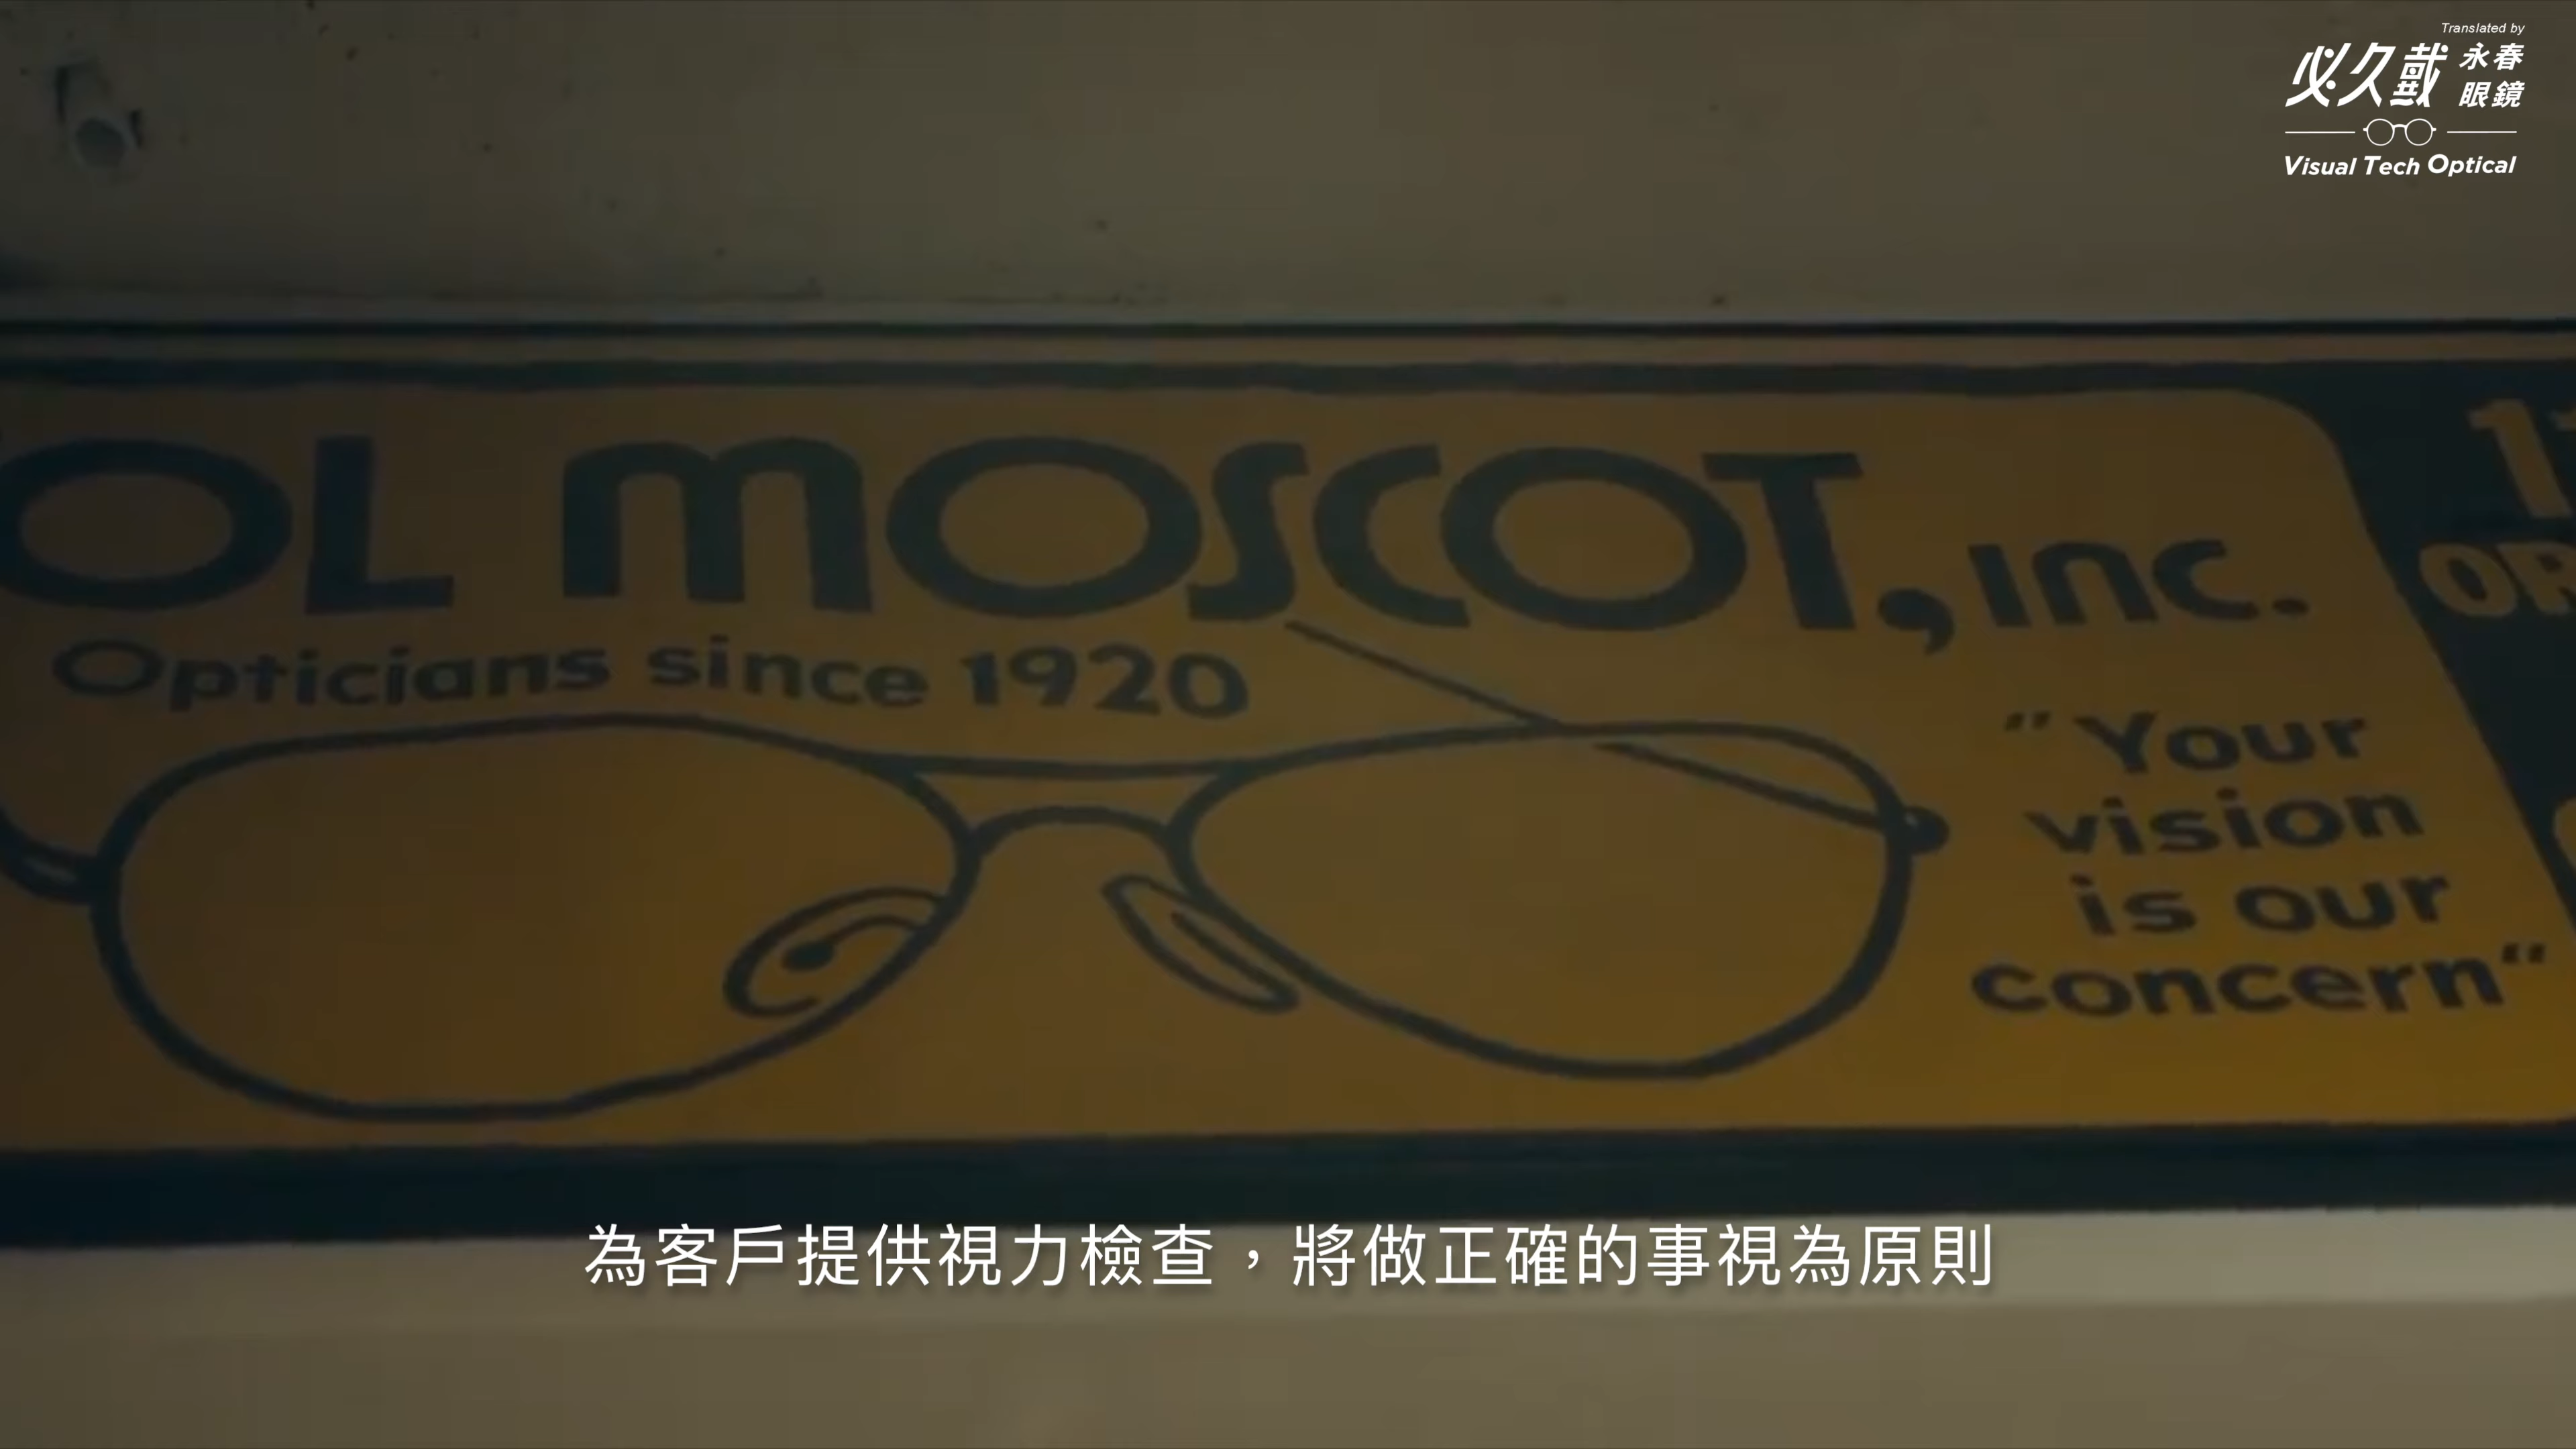 Translated by
必久戴 永春眼鏡
Visual Tech Optical
OL MOSCOT, INC.
Opticians since 1920
"Your
vision
is our
concern"
為客戶提供視力檢查，將做正確的事視為原則